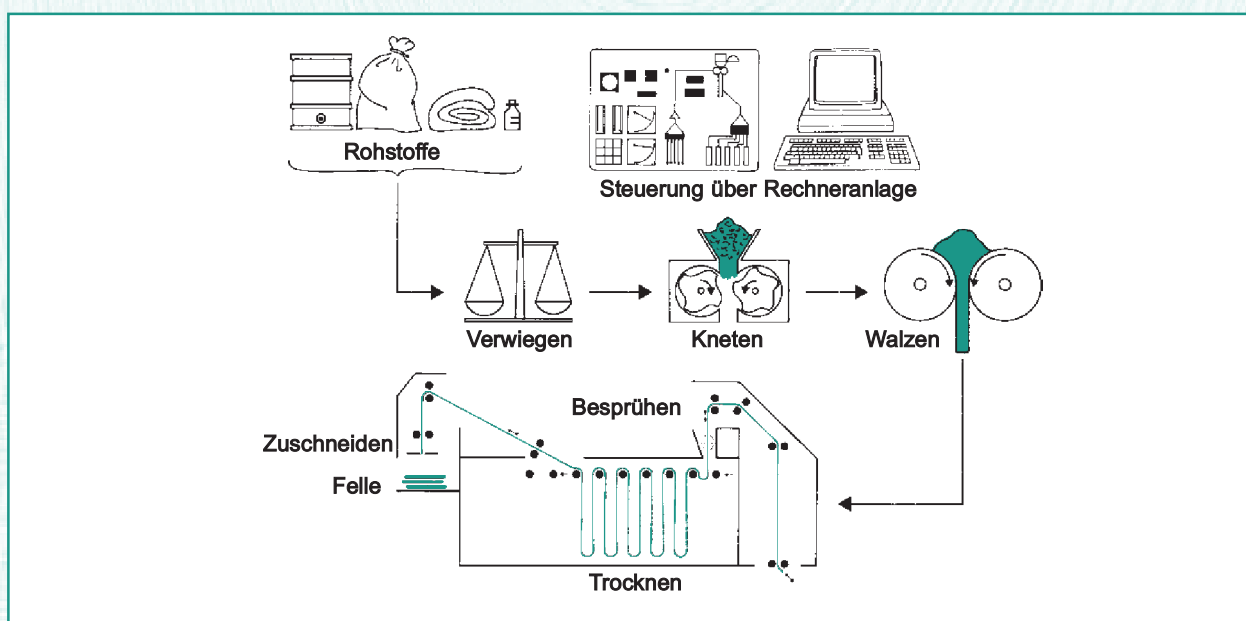 Rohstoffe
Steuerung über Rechneranlage
Verwiegen
Kneten
Walzen
Besprühen
Zuschneiden
Felle
Trocknen